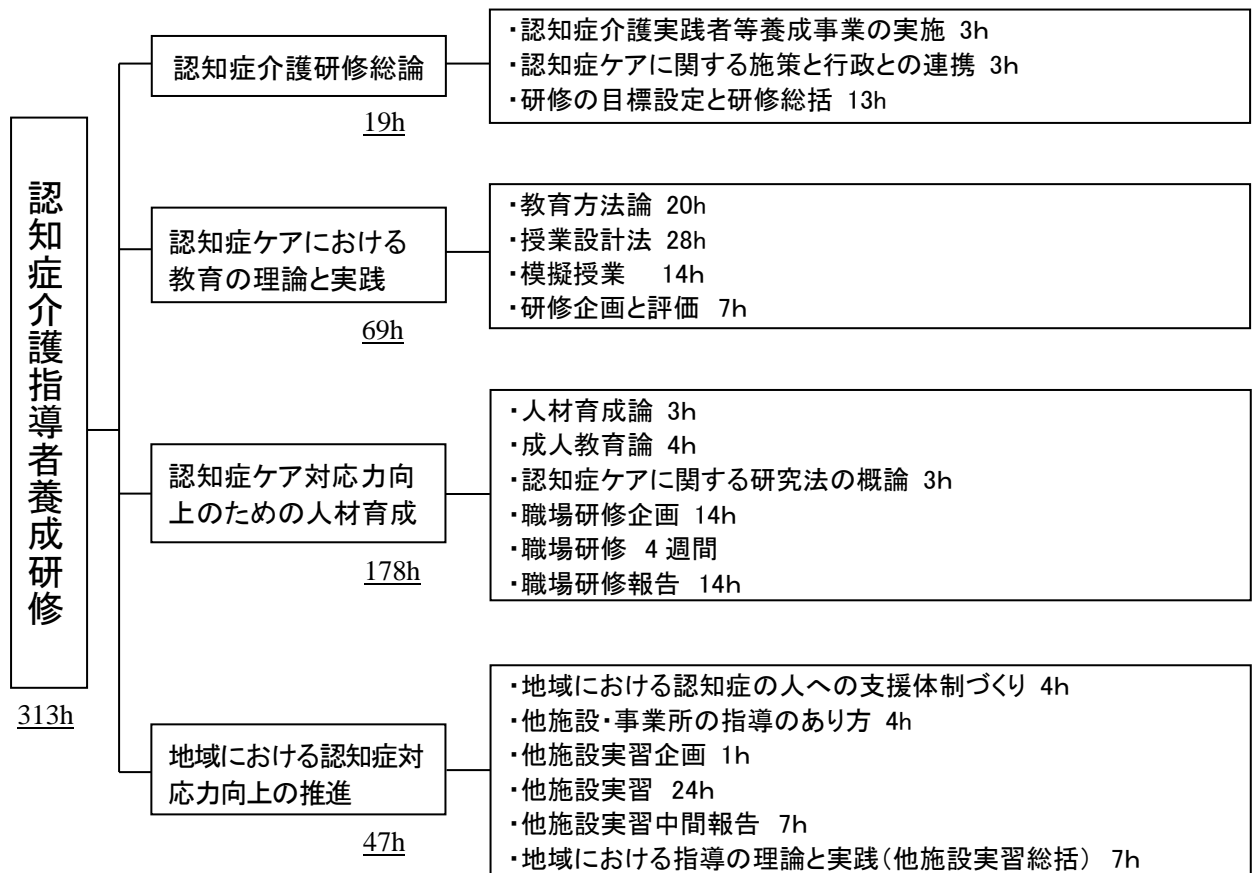 認知症介護指導者養成研修
313h
認知症介護研修総論
19h
・認知症介護実践者等養成事業の実施 3h
・認知症ケアに関する施策と行政との連携 3h
・研修の目標設定と研修総括 13h
認知症ケアにおける
教育の理論と実践
69h
・教育方法論 20h
・授業設計法 28h
・模擬授業 14h
・研修企画と評価 7h
認知症ケア対応力向
上のための人材育成
178h
・人材育成論 3h
・成人教育論 4h
・認知症ケアに関する研究法の概論 3h
・職場研修企画 14h
・職場研修 4週間
・職場研修報告 14h
地域における認知症対
応力向上の推進
47h
・地域における認知症の人への支援体制づくり 4h
・他施設・事業所の指導のあり方 4h
・他施設実習企画 1h
・他施設実習 24h
・他施設実習中間報告 7h
・地域における指導の理論と実践(他施設実習総括) 7h